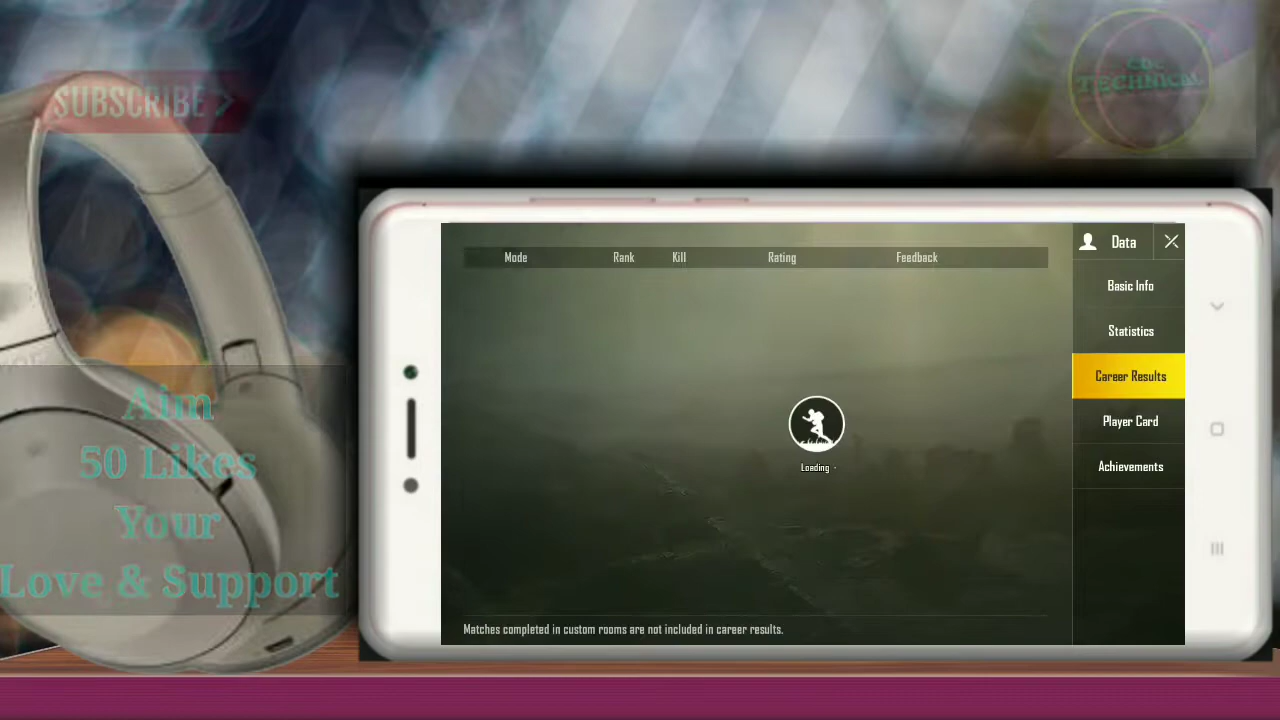 SUBSCRIBE >
TECHNICAL
Mode Rank Kill Rating Feedback
Data
Basic Info
Statistics
Career Results
Player Card
Achievements
Loading
Matches completed in custom rooms are not included in career results.
Aim
50 Likes
Your
Love & Support